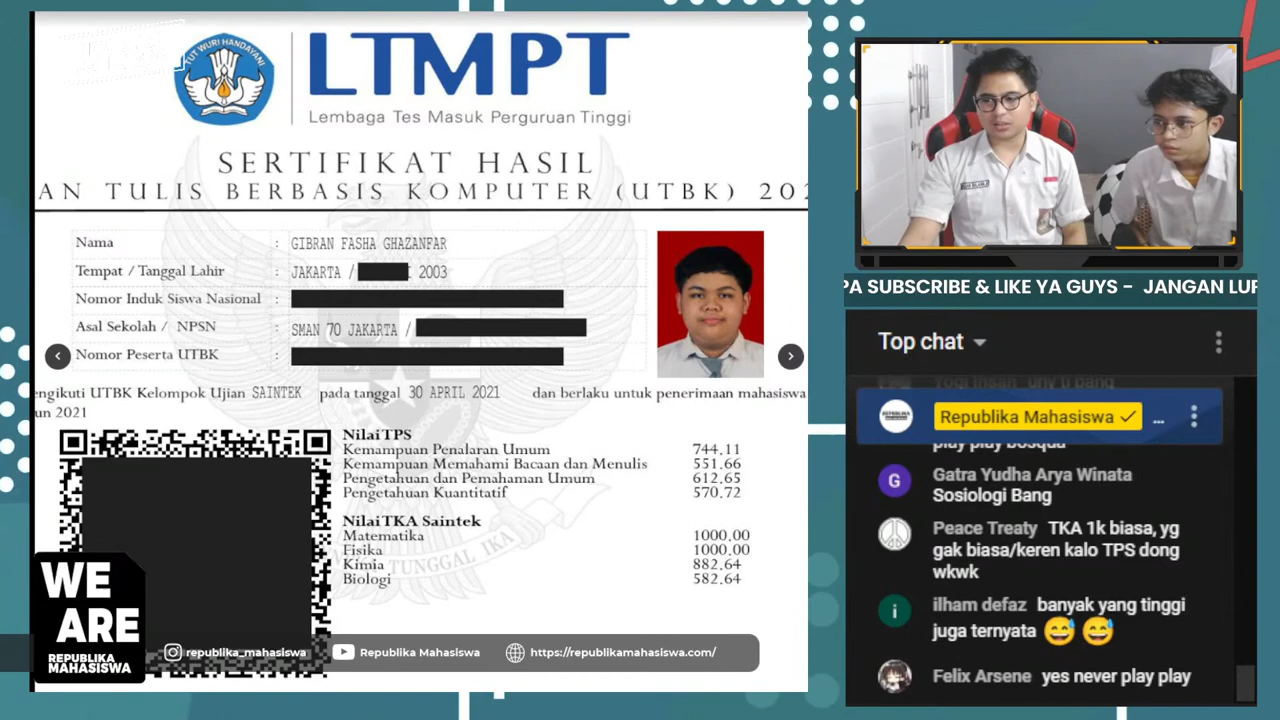 TUT WURI HANDAYANI
LTMPT
Lembaga Tes Masuk Perguruan Tinggi
SERTIFIKAT HASIL
AN TULIS BERBASIS KOMPUTER (UTBK) 202
Nama : GIBRAN FASHA GHAZANFAR
Tempat / Tanggal Lahir : JAKARTA / 2003
Nomor Induk Siswa Nasional :
Asal Sekolah / NPSN : SMAN 70 JAKARTA /
Nomor Peserta UTBK :
engikuti UTBK Kelompok Ujian SAINTEK pada tanggal 30 APRIL 2021 dan berlaku untuk penerimaan mahasiswa
un 2021
Nilai TPS
Kemampuan Penalaran Umum 744.11
Kemampuan Memahami Bacaan dan Menulis 551.66
Pengetahuan dan Pemahaman Umum 612.65
Pengetahuan Kuantitatif 570.72
Nilai TKA Saintek
Matematika 1000.00
Fisika 1000.00
Kimia 882.64
Biologi 582.64
TUNGGAL IKA
WE
ARE
REPUBLIKA
MAHASISWA
republika_mahasiswa
Republika Mahasiswa
https://republikamahasiswa.com/
PA SUBSCRIBE & LIKE YA GUYS - JANGAN LUP
Top chat
Republika Mahasiswa ...
play play bosqua
Gatra Yudha Arya Winata
Sosiologi Bang
Peace Treaty TKA 1k biasa, yg
gak biasa/keren kalo TPS dong
wkwk
ilham defaz banyak yang tinggi
juga ternyata 😅 😅
Felix Arsene yes never play play